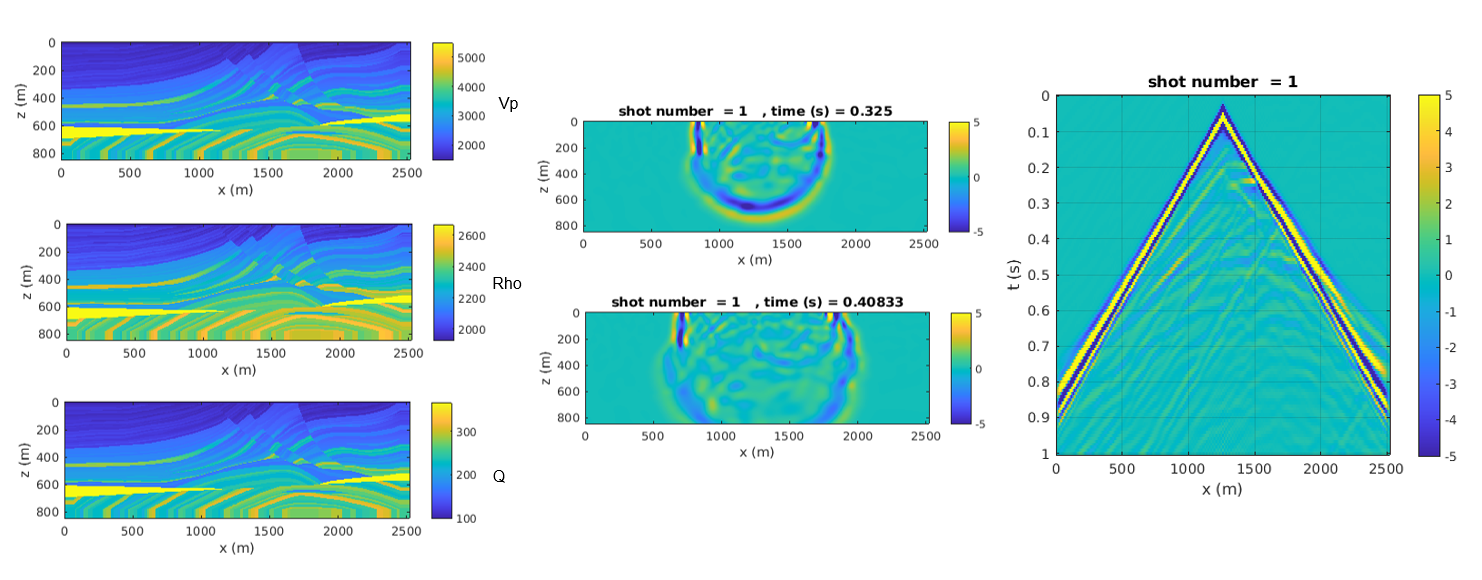 0
200
400
600
800
z (m)
0 500 1000 1500 2000 2500
x (m)
5000
4000
3000
2000
Vp
0
200
400
600
800
z (m)
0 500 1000 1500 2000 2500
x (m)
2600
2400
2200
2000
Rho
0
200
400
600
800
z (m)
0 500 1000 1500 2000 2500
x (m)
300
200
100
Q
shot number = 1 , time (s) = 0.325
0
200
400
600
800
z (m)
0 500 1000 1500 2000 2500
x (m)
5
0
-5
shot number = 1 , time (s) = 0.40833
0
200
400
600
800
z (m)
0 500 1000 1500 2000 2500
x (m)
5
0
-5
shot number = 1
0
0.1
0.2
0.3
0.4
0.5
0.6
0.7
0.8
0.9
1
t (s)
0 500 1000 1500 2000 2500
x (m)
5
4
3
2
1
0
-1
-2
-3
-4
-5